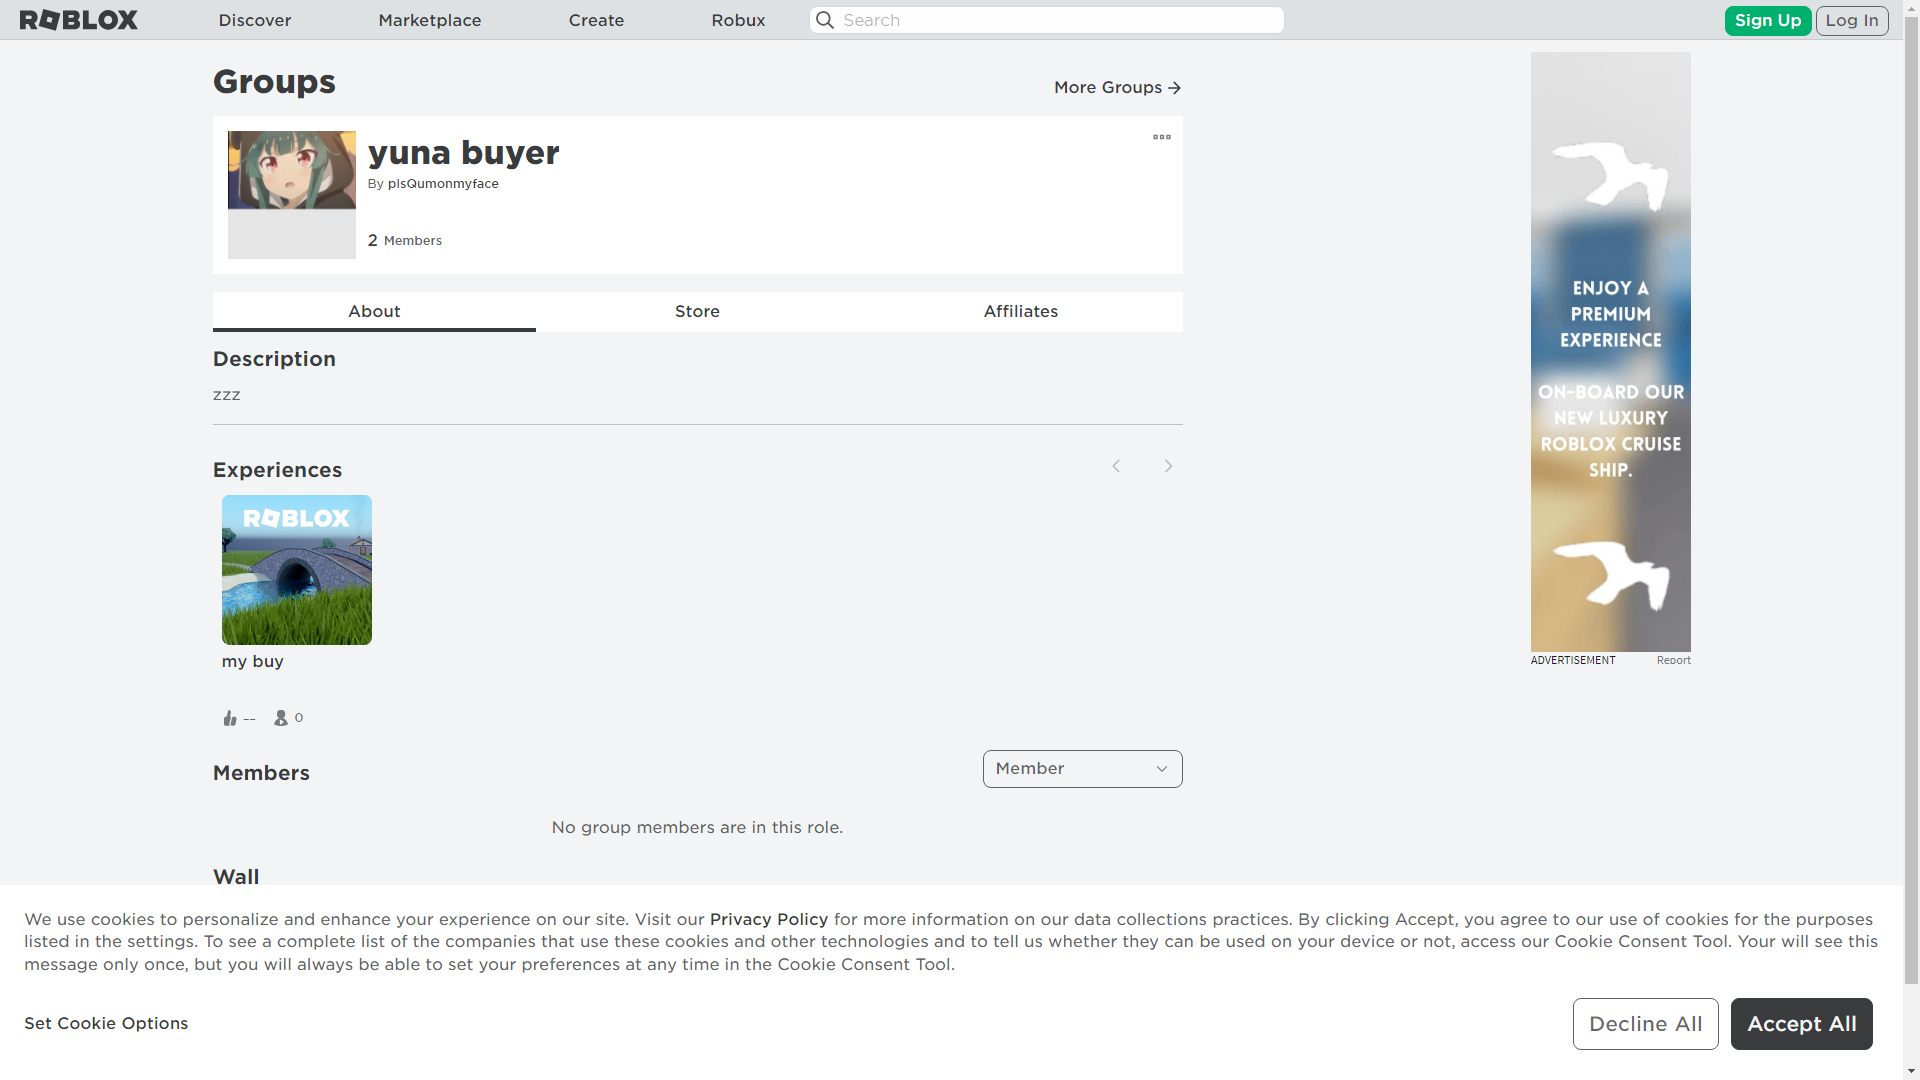 ROBLOX
Discover
Marketplace
Create
Robux
Search
Sign Up
Log In
Groups
More Groups
yuna buyer
By plsQumonmyface
2 Members
About
Store
Affiliates
Description
zzz
Experiences
ROBLOX
my buy
--
0
Members
Member
No group members are in this role.
Wall
ENJOY A
PREMIUM
EXPERIENCE
ON-BOARD OUR
NEW LUXURY
ROBLOX CRUISE
SHIP.
ADVERTISEMENT
Report
We use cookies to personalize and enhance your experience on our site. Visit our Privacy Policy for more information on our data collections practices. By clicking Accept, you agree to our use of cookies for the purposes
listed in the settings. To see a complete list of the companies that use these cookies and other technologies and to tell us whether they can be used on your device or not, access our Cookie Consent Tool. Your will see this
message only once, but you will always be able to set your preferences at any time in the Cookie Consent Tool.
Set Cookie Options
Decline All
Accept All